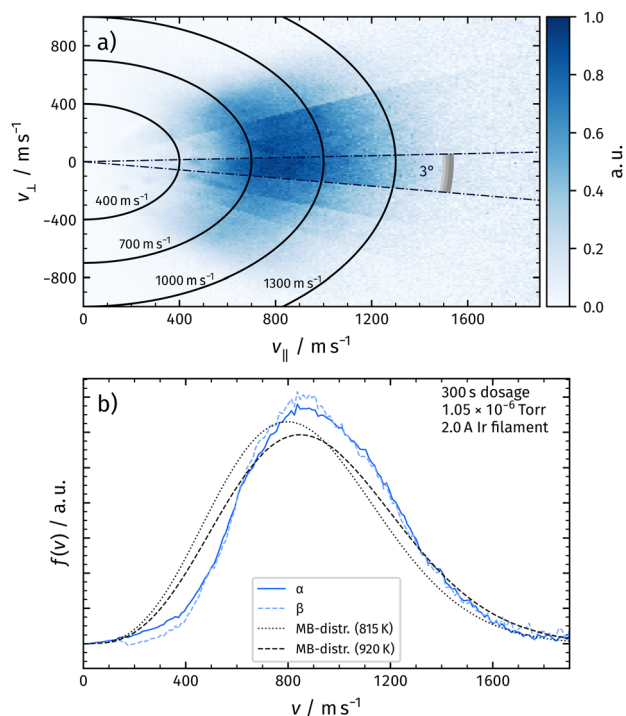 a)
1000
800
400
0
−400
−800
v⊥ / m s⁻¹
400 m s⁻¹
700 m s⁻¹
1000 m s⁻¹
1300 m s⁻¹
3°
0
400
800
1200
1600
v∥ / m s⁻¹
1.0
0.8
0.6
0.4
0.2
0.0
a. u.
b)
300 s dosage
1.05 × 10⁻⁶ Torr
2.0 A Ir filament
f(v) / a. u.
α
β
MB-distr. (815 K)
MB-distr. (920 K)
0
400
800
1200
1600
v / m s⁻¹